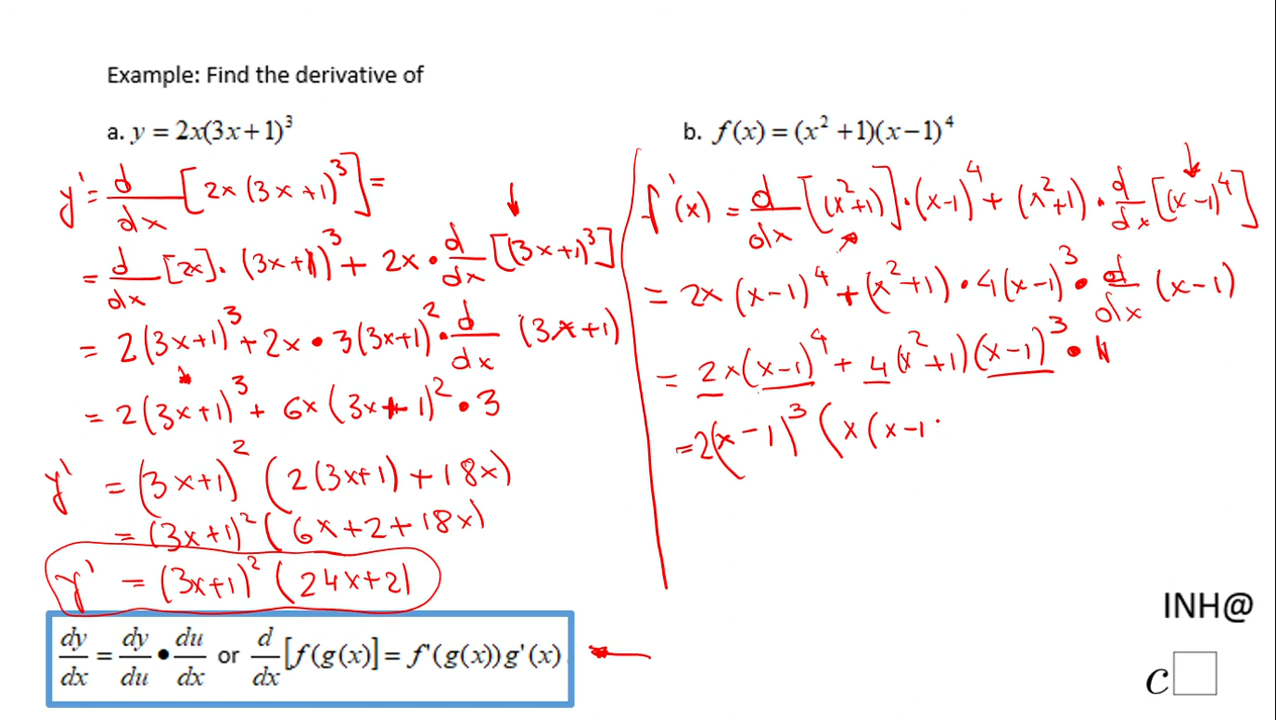 Example: Find the derivative of
a. y = 2x(3x+1)³
y' = d/dx [2x (3x+1)³] =
= d/dx [2x] · (3x+1)³ + 2x · d/dx [(3x+1)³]
= 2(3x+1)³ + 2x · 3(3x+1)² · d/dx (3x+1)
= 2(3x+1)³ + 6x (3x+1)² · 3
y' = (3x+1)² (2(3x+1) + 18x)
= (3x+1)² (6x+2+18x)
y' = (3x+1)² (24x+2)
dy/dx = dy/du • du/dx or d/dx [f(g(x)] = f'(g(x))g'(x)
b. f(x) = (x² +1)(x−1)⁴
f'(x) = d/dx [(x²+1)] · (x-1)⁴ + (x²+1) · d/dx [(x-1)⁴]
= 2x (x-1)⁴ + (x²+1) · 4(x-1)³ · d/dx (x-1)
= 2x(x-1)⁴ + 4(x²+1)(x-1)³ · 1
= 2(x-1)³ (x(x-1
INH@
c